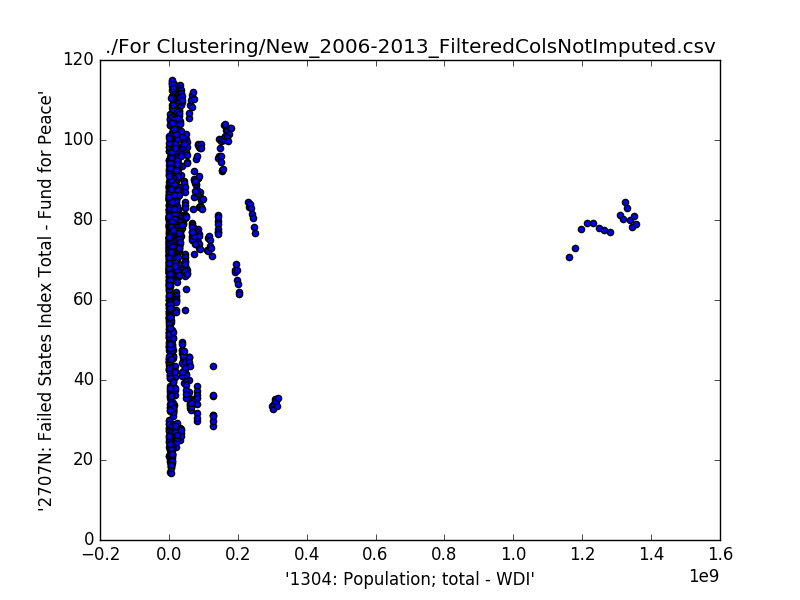 ./For Clustering/New_2006-2013_FilteredColsNotImputed.csv
120
100
80
60
40
20
0
'2707N: Failed States Index Total - Fund for Peace'
−0.2 0.0 0.2 0.4 0.6 0.8 1.0 1.2 1.4 1.6
1e9
'1304: Population; total - WDI'